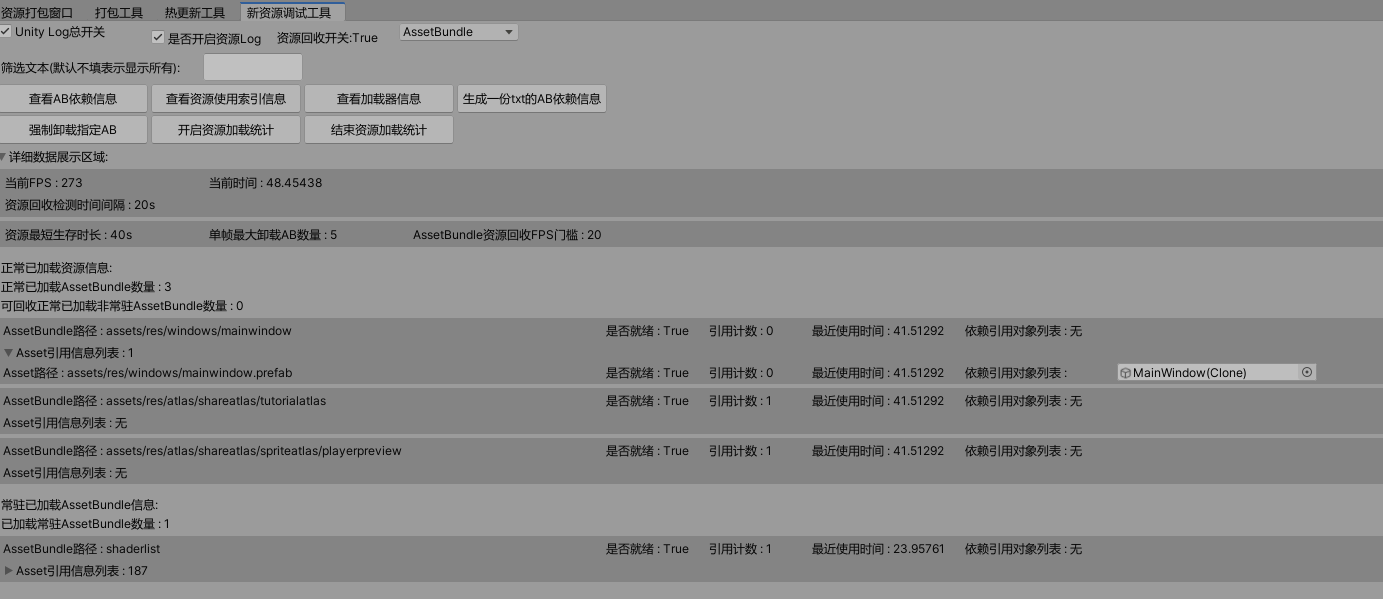 资源打包窗口 打包工具 热更新工具 新资源调试工具
Unity Log总开关 是否开启资源Log 资源回收开关:True AssetBundle
筛选文本(默认不填表示显示所有):
查看AB依赖信息 查看资源使用索引信息 查看加载器信息 生成一份txt的AB依赖信息
强制卸载指定AB 开启资源加载统计 结束资源加载统计
详细数据展示区域:
当前FPS : 273 当前时间 : 48.45438
资源回收检测时间间隔 : 20s
资源最短生存时长 : 40s 单帧最大卸载AB数量 : 5 AssetBundle资源回收FPS门槛 : 20
正常已加载资源信息:
正常已加载AssetBundle数量 : 3
可回收正常已加载非常驻AssetBundle数量 : 0
AssetBundle路径 : assets/res/windows/mainwindow 是否就绪 : True 引用计数 : 0 最近使用时间 : 41.51292 依赖引用对象列表 : 无
Asset引用信息列表 : 1
Asset路径 : assets/res/windows/mainwindow.prefab 是否就绪 : True 引用计数 : 0 最近使用时间 : 41.51292 依赖引用对象列表 : MainWindow(Clone)
AssetBundle路径 : assets/res/atlas/shareatlas/tutorialatlas 是否就绪 : True 引用计数 : 1 最近使用时间 : 41.51292 依赖引用对象列表 : 无
Asset引用信息列表 : 无
AssetBundle路径 : assets/res/atlas/shareatlas/spriteatlas/playerpreview 是否就绪 : True 引用计数 : 1 最近使用时间 : 41.51292 依赖引用对象列表 : 无
Asset引用信息列表 : 无
常驻已加载AssetBundle信息:
已加载常驻AssetBundle数量 : 1
AssetBundle路径 : shaderlist 是否就绪 : True 引用计数 : 1 最近使用时间 : 23.95761 依赖引用对象列表 : 无
Asset引用信息列表 : 187